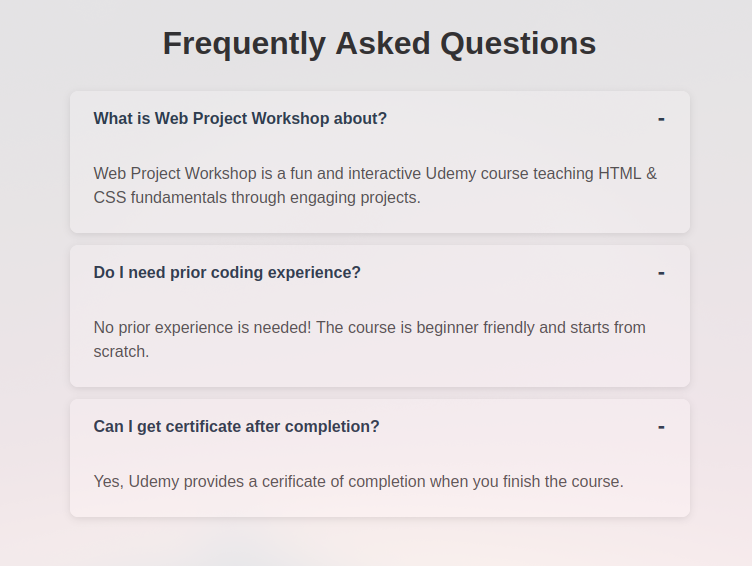 Frequently Asked Questions
What is Web Project Workshop about? -
Web Project Workshop is a fun and interactive Udemy course teaching HTML &
CSS fundamentals through engaging projects.
Do I need prior coding experience? -
No prior experience is needed! The course is beginner friendly and starts from
scratch.
Can I get certificate after completion? -
Yes, Udemy provides a cerificate of completion when you finish the course.